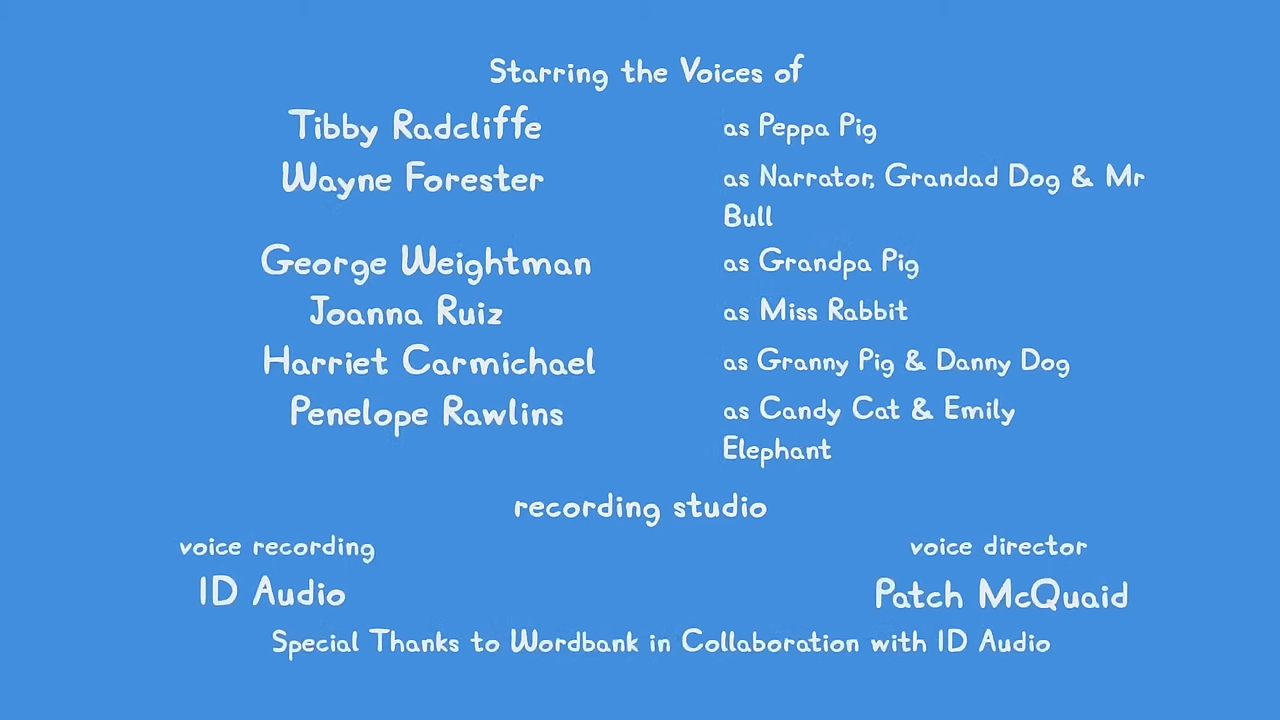 Starring the Voices of
Tibby Radcliffe as Peppa Pig
Wayne Forester as Narrator, Grandad Dog & Mr
Bull
George Weightman as Grandpa Pig
Joanna Ruiz as Miss Rabbit
Harriet Carmichael as Granny Pig & Danny Dog
Penelope Rawlins as Candy Cat & Emily
Elephant
recording studio
voice recording voice director
ID Audio Patch McQuaid
Special Thanks to Wordbank in Collaboration with ID Audio